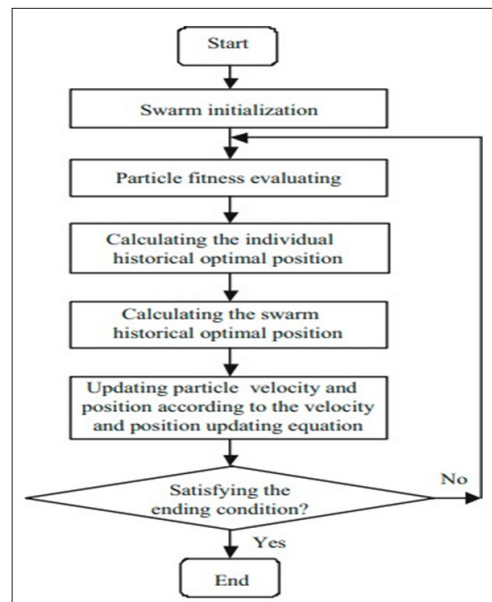 Start
Swarm initialization
Particle fitness evaluating
Calculating the individual
historical optimal position
Calculating the swarm
historical optimal position
Updating particle velocity and
position according to the velocity
and position updating equation
Satisfying the
ending condition?
No
Yes
End